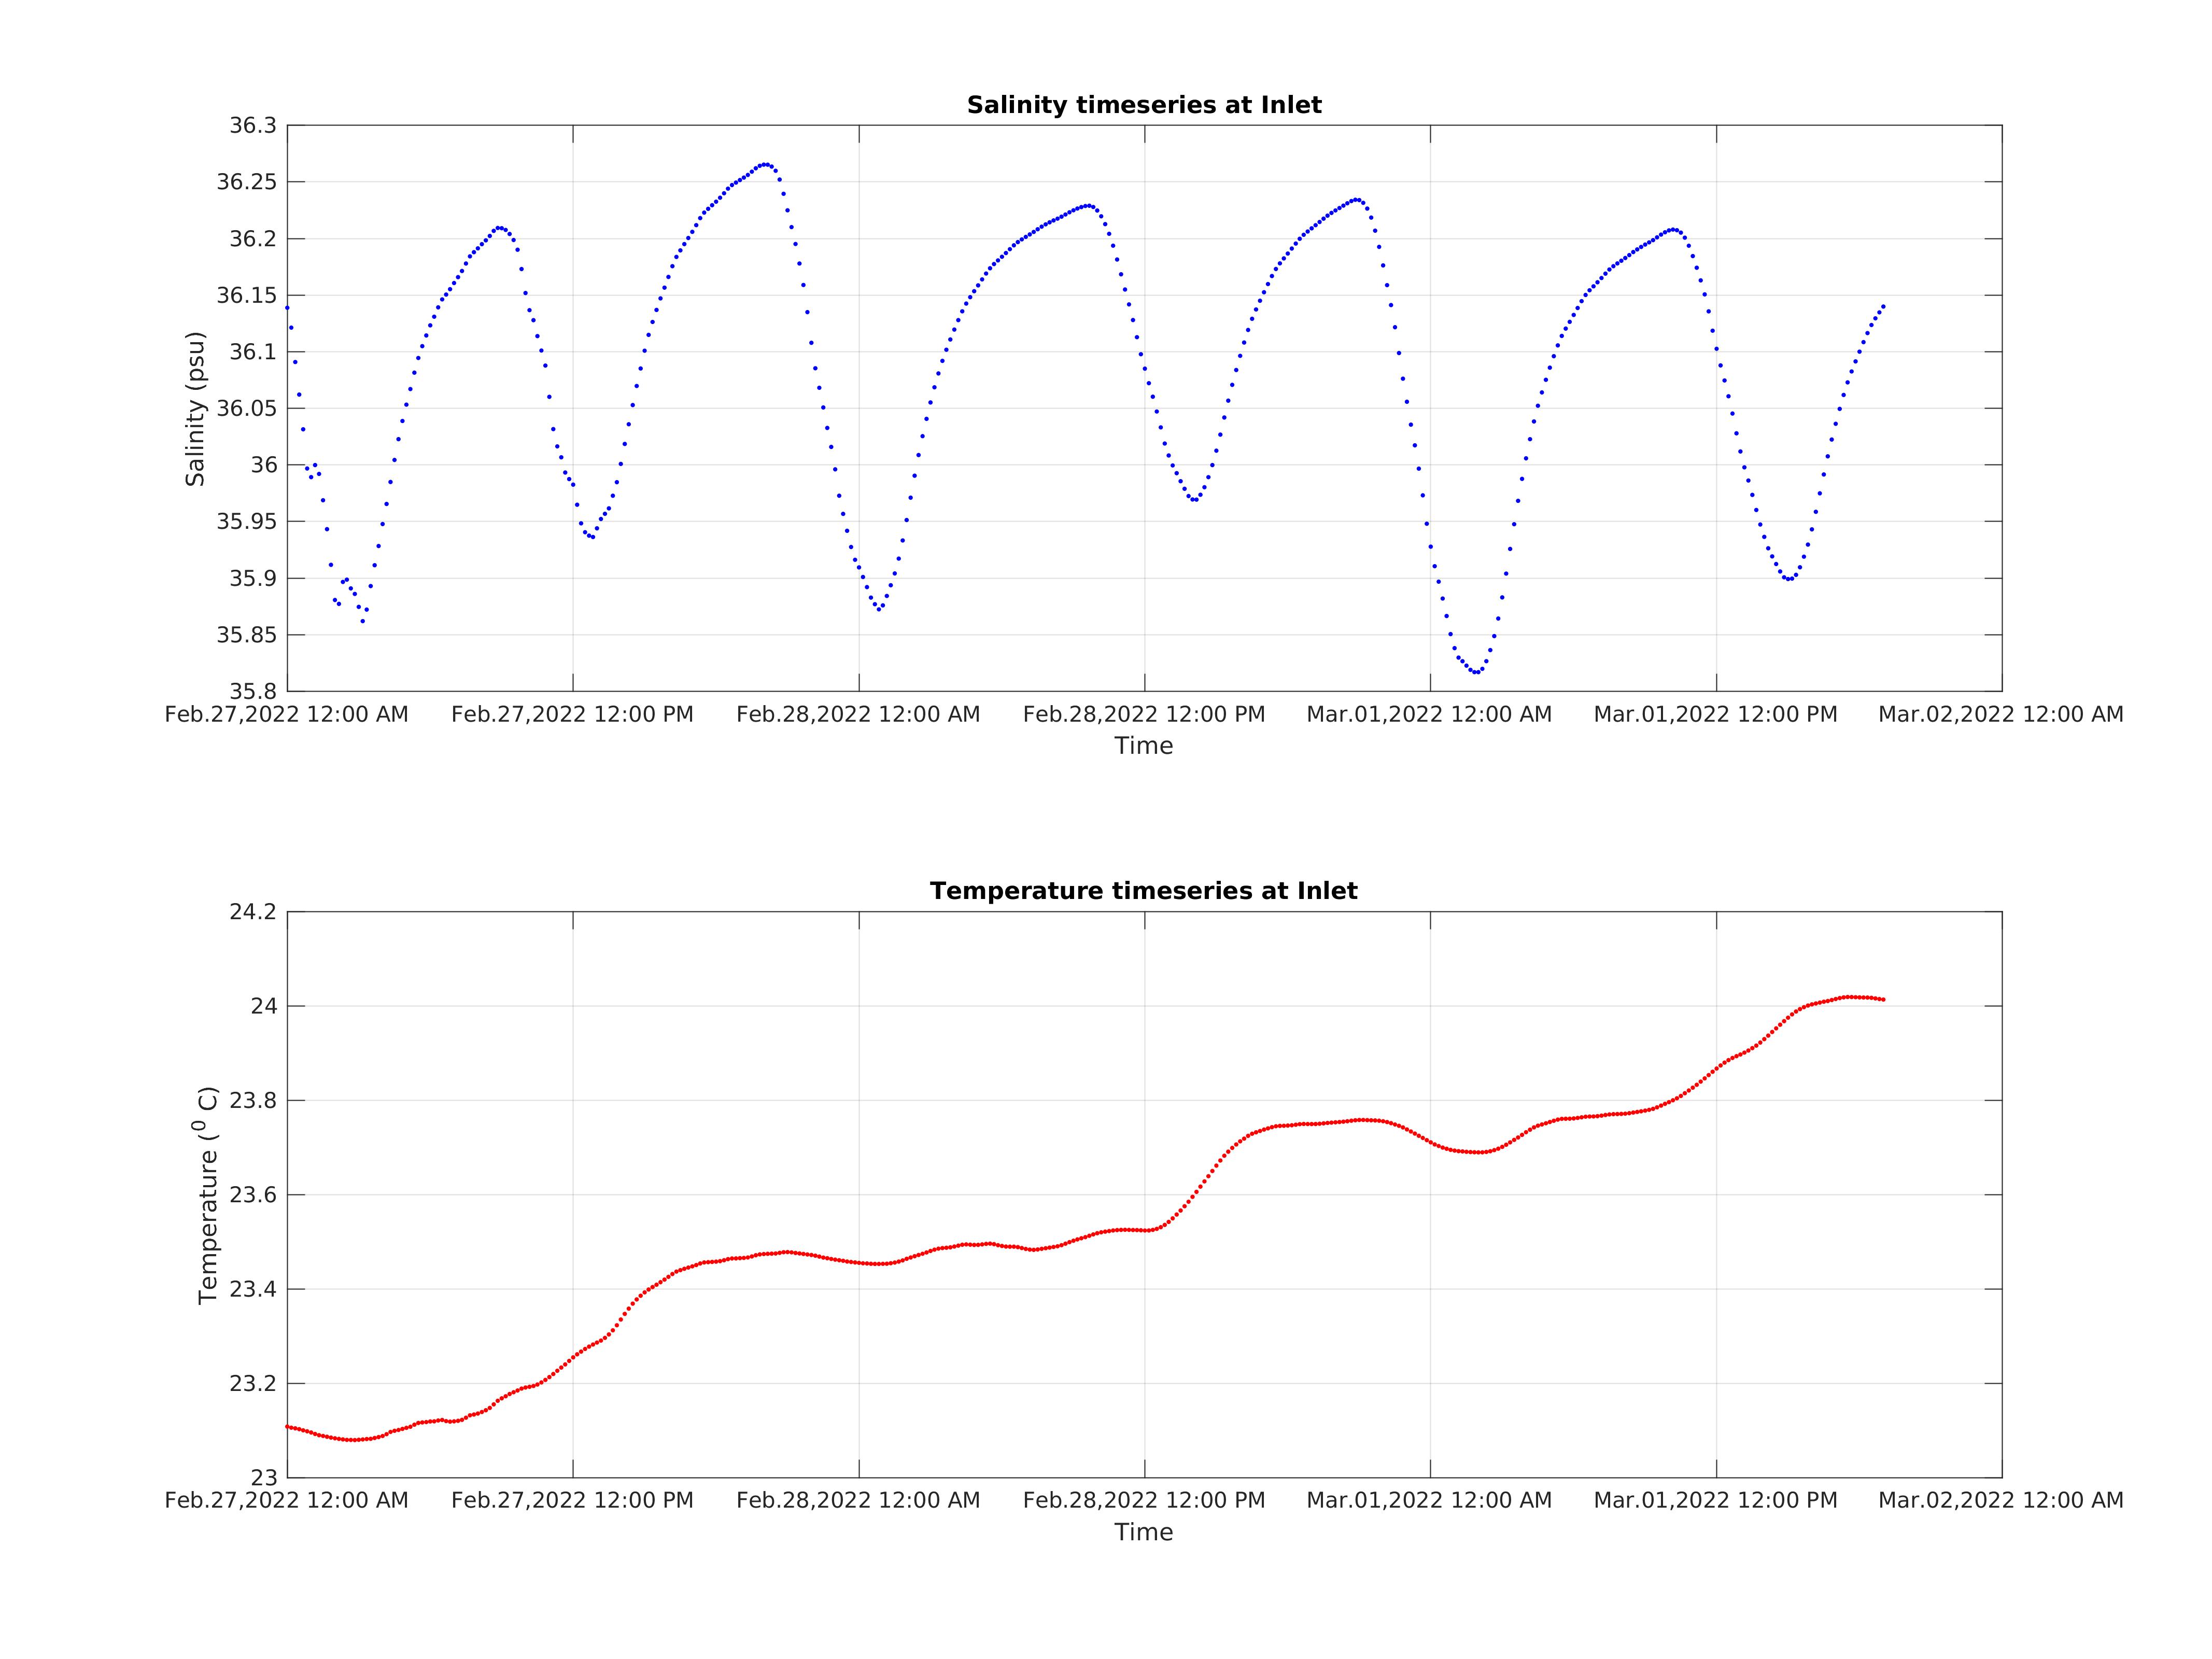 Salinity timeseries at Inlet
36.3
36.25
36.2
36.15
36.1
36.05
36
35.95
35.9
35.85
35.8
Salinity (psu)
Feb.27,2022 12:00 AM Feb.27,2022 12:00 PM Feb.28,2022 12:00 AM Feb.28,2022 12:00 PM Mar.01,2022 12:00 AM Mar.01,2022 12:00 PM Mar.02,2022 12:00 AM
Time
Temperature timeseries at Inlet
24.2
24
23.8
23.6
23.4
23.2
23
Temperature (⁰ C)
Feb.27,2022 12:00 AM Feb.27,2022 12:00 PM Feb.28,2022 12:00 AM Feb.28,2022 12:00 PM Mar.01,2022 12:00 AM Mar.01,2022 12:00 PM Mar.02,2022 12:00 AM
Time